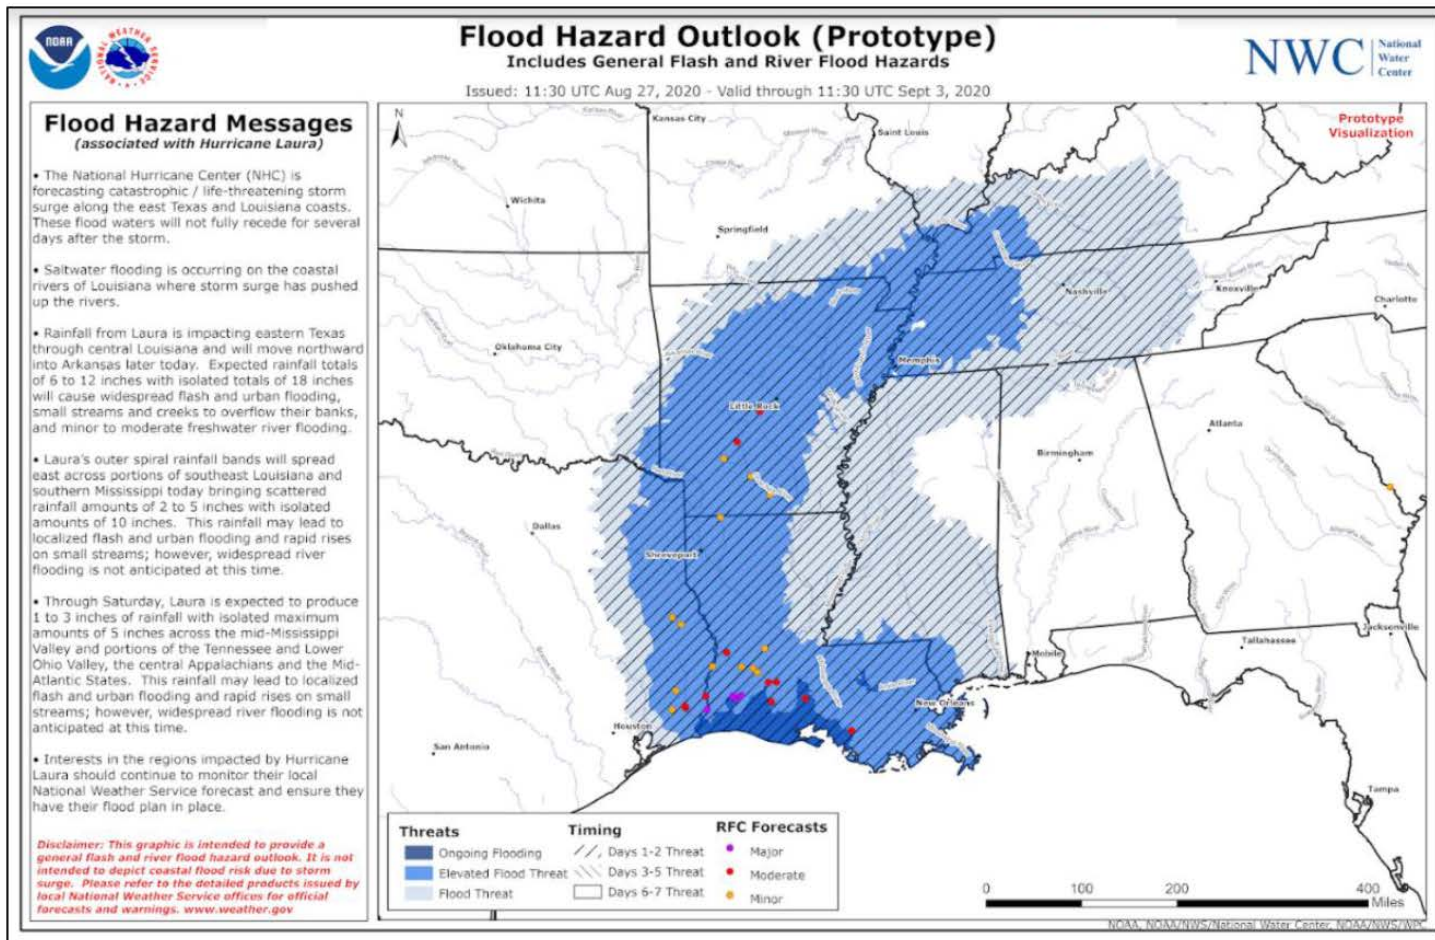 NOAA
NATIONAL WEATHER SERVICE
Flood Hazard Outlook (Prototype)
Includes General Flash and River Flood Hazards
Issued: 11:30 UTC Aug 27, 2020 - Valid through 11:30 UTC Sept 3, 2020
NWC
National
Water
Center
Flood Hazard Messages
(associated with Hurricane Laura)
• The National Hurricane Center (NHC) is
forecasting catastrophic / life-threatening storm
surge along the east Texas and Louisiana coasts.
These flood waters will not fully recede for several
days after the storm.
• Saltwater flooding is occurring on the coastal
rivers of Louisiana where storm surge has pushed
up the rivers.
• Rainfall from Laura is impacting eastern Texas
through central Louisiana and will move northward
into Arkansas later today. Expected rainfall totals
of 6 to 12 inches with isolated totals of 18 inches
will cause widespread flash and urban flooding,
small streams and creeks to overflow their banks,
and minor to moderate freshwater river flooding.
• Laura's outer spiral rainfall bands will spread
east across portions of southeast Louisiana and
southern Mississippi today bringing scattered
rainfall amounts of 2 to 5 inches with isolated
amounts of 10 inches. This rainfall may lead to
localized flash and urban flooding and rapid rises
on small streams; however, widespread river
flooding is not anticipated at this time.
• Through Saturday, Laura is expected to produce
1 to 3 inches of rainfall with isolated maximum
amounts of 5 inches across the mid-Mississippi
Valley and portions of the Tennessee and Lower
Ohio Valley, the central Appalachians and the Mid-
Atlantic States. This rainfall may lead to localized
flash and urban flooding and rapid rises on small
streams; however, widespread river flooding is not
anticipated at this time.
• Interests in the regions impacted by Hurricane
Laura should continue to monitor their local
National Weather Service forecast and ensure they
have their flood plan in place.
Disclaimer: This graphic is intended to provide a
general flash and river flood hazard outlook. It is not
intended to depict coastal flood risk due to storm
surge. Please refer to the detailed products issued by
local National Weather Service offices for official
forecasts and warnings. www.weather.gov
N
Prototype
Visualization
Kansas City
Saint Louis
Wichita
Springfield
Nashville
Knoxville
Charlotte
Oklahoma City
Memphis
Little Rock
Atlanta
Birmingham
Dallas
Shreveport
Jacksonville
Tallahassee
Mobile
New Orleans
Houston
San Antonio
Tampa
Threats
Ongoing Flooding
Elevated Flood Threat
Flood Threat
Timing
Days 1-2 Threat
Days 3-5 Threat
Days 6-7 Threat
RFC Forecasts
Major
Moderate
Minor
0 100 200 400
Miles
NOAA, NOAA/NWS/National Water Center, NOAA/NWS/WPC